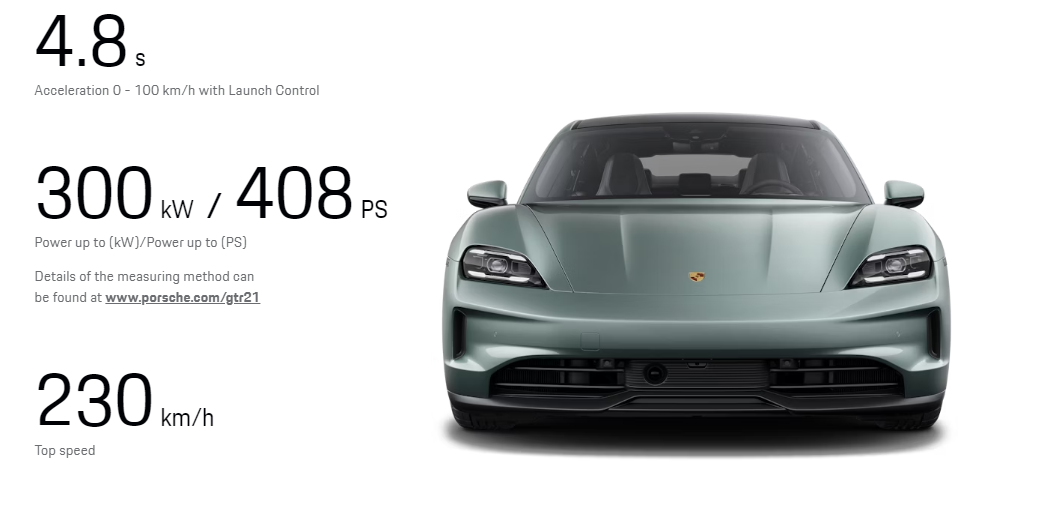 4.8 s
Acceleration 0 - 100 km/h with Launch Control
300 kW / 408 PS
Power up to (kW)/Power up to (PS)
Details of the measuring method can
be found at www.porsche.com/gtr21
230 km/h
Top speed